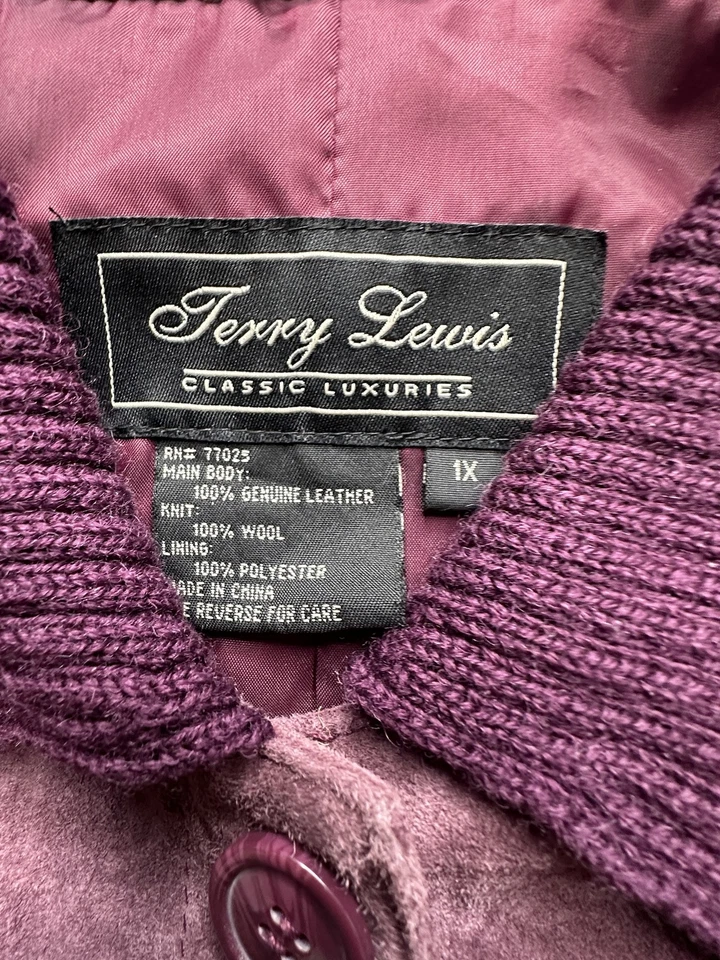 Terry Lewis
CLASSIC LUXURIES
RN# 77025
MAIN BODY:
100% GENUINE LEATHER
KNIT:
100% WOOL
LINING:
100% POLYESTER
MADE IN CHINA
REVERSE FOR CARE
1X